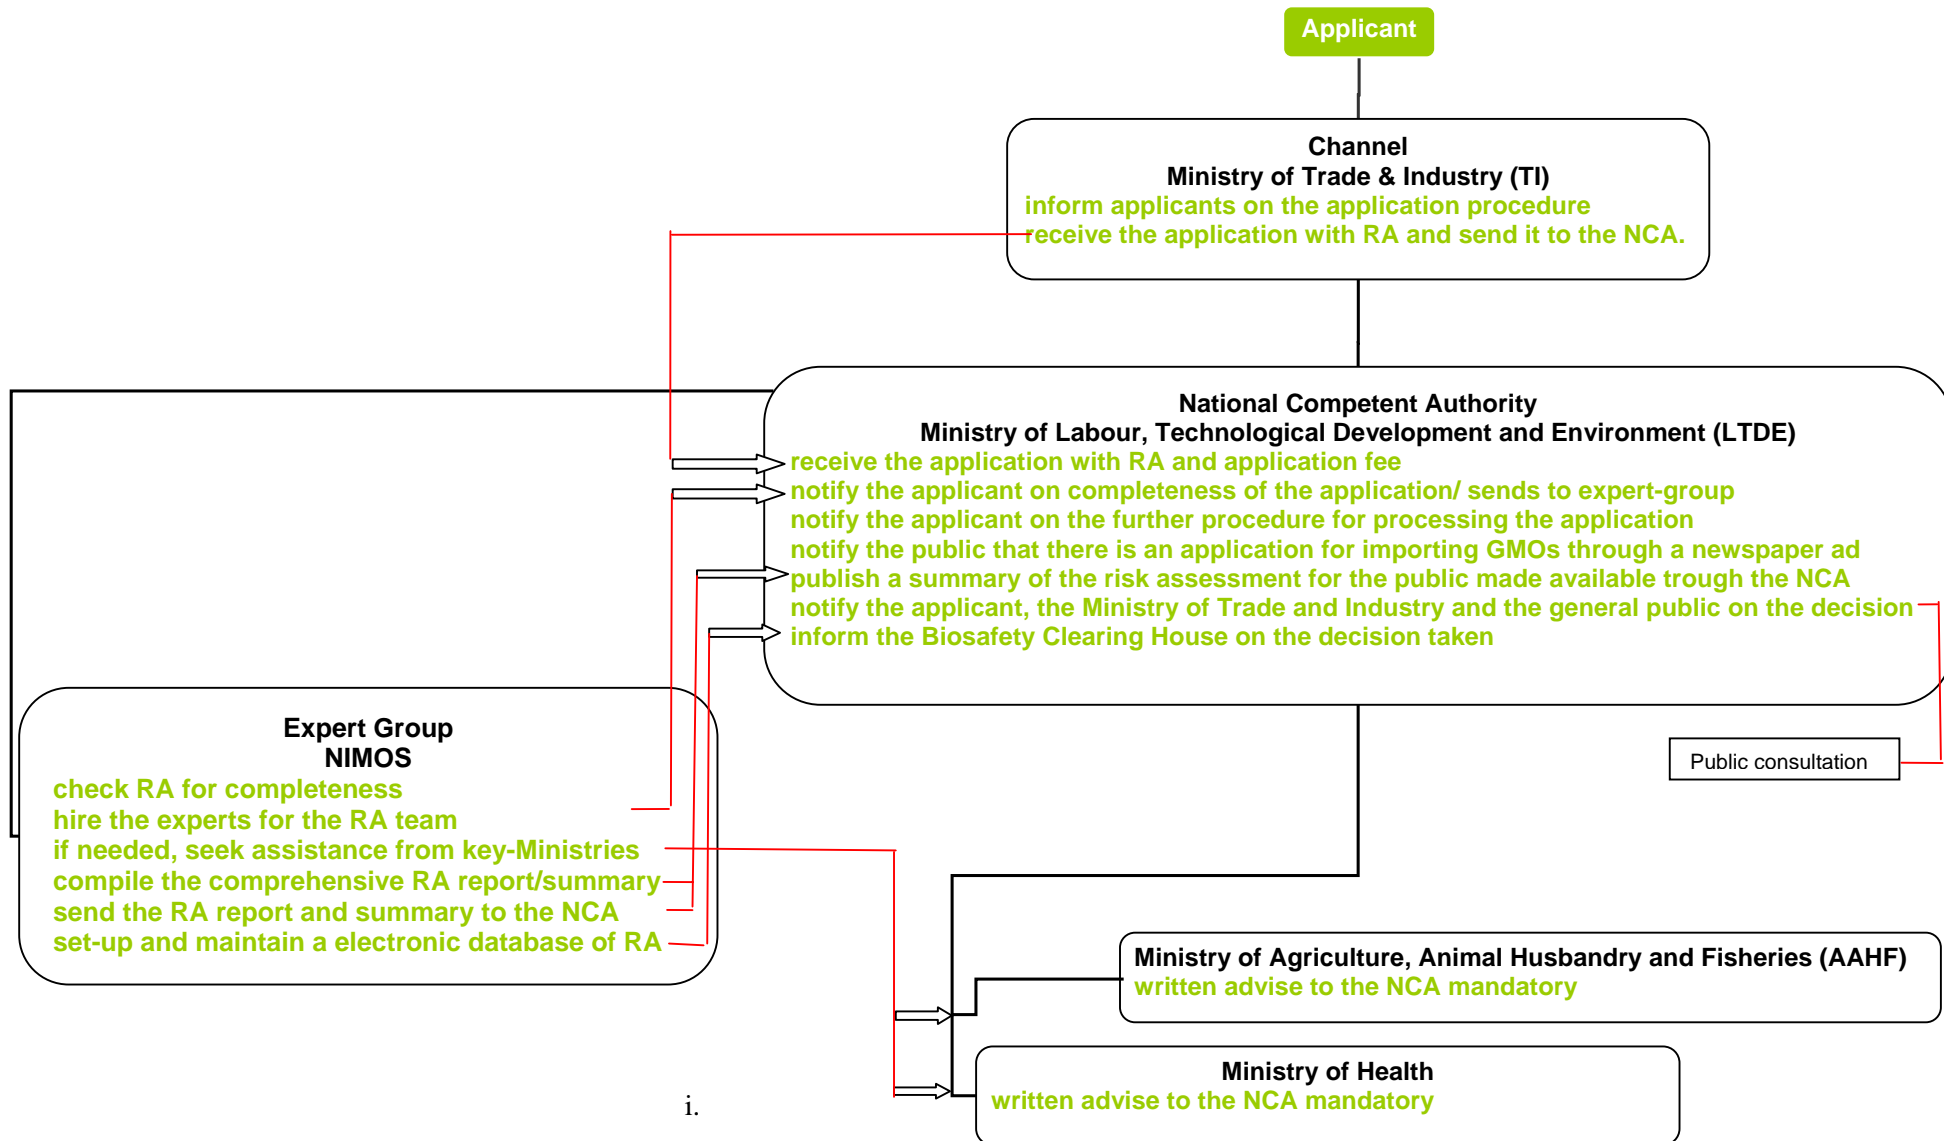 Applicant
Channel
Ministry of Trade & Industry (TI)
inform applicants on the application procedure
receive the application with RA and send it to the NCA.
National Competent Authority
Ministry of Labour, Technological Development and Environment (LTDE)
receive the application with RA and application fee
notify the applicant on completeness of the application/ sends to expert-group
notify the applicant on the further procedure for processing the application
notify the public that there is an application for importing GMOs through a newspaper ad
publish a summary of the risk assessment for the public made available trough the NCA
notify the applicant, the Ministry of Trade and Industry and the general public on the decision
inform the Biosafety Clearing House on the decision taken
Expert Group
NIMOS
check RA for completeness
hire the experts for the RA team
if needed, seek assistance from key-Ministries
compile the comprehensive RA report/summary
send the RA report and summary to the NCA
set-up and maintain a electronic database of RA
Public consultation
Ministry of Agriculture, Animal Husbandry and Fisheries (AAHF)
written advise to the NCA mandatory
Ministry of Health
written advise to the NCA mandatory
i.